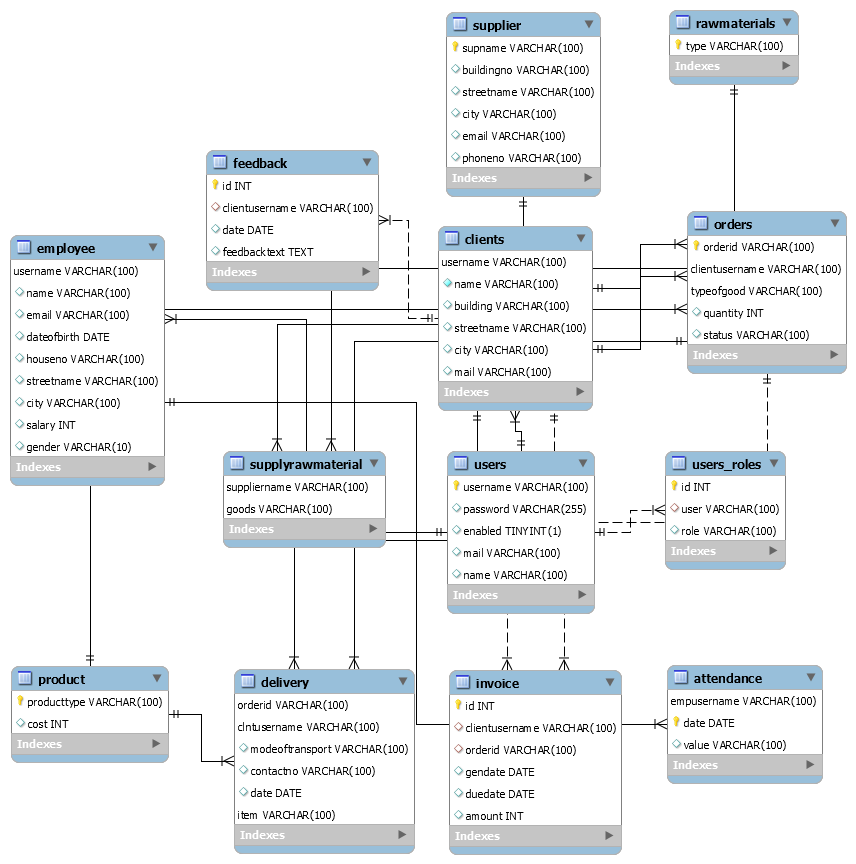 supplier
supname VARCHAR(100)
buildingno VARCHAR(100)
streetname VARCHAR(100)
city VARCHAR(100)
email VARCHAR(100)
phoneno VARCHAR(100)
Indexes
rawmaterials
type VARCHAR(100)
Indexes
feedback
id INT
clientusername VARCHAR(100)
date DATE
feedbacktext TEXT
Indexes
employee
username VARCHAR(100)
name VARCHAR(100)
email VARCHAR(100)
dateofbirth DATE
houseno VARCHAR(100)
streetname VARCHAR(100)
city VARCHAR(100)
salary INT
gender VARCHAR(10)
Indexes
clients
username VARCHAR(100)
name VARCHAR(100)
building VARCHAR(100)
streetname VARCHAR(100)
city VARCHAR(100)
mail VARCHAR(100)
Indexes
orders
orderid VARCHAR(100)
clientusername VARCHAR(100)
typeofgood VARCHAR(100)
quantity INT
status VARCHAR(100)
Indexes
supplyrawmaterial
suppliername VARCHAR(100)
goods VARCHAR(100)
Indexes
users
username VARCHAR(100)
password VARCHAR(255)
enabled TINYINT(1)
mail VARCHAR(100)
name VARCHAR(100)
Indexes
users_roles
id INT
user VARCHAR(100)
role VARCHAR(100)
Indexes
product
producttype VARCHAR(100)
cost INT
Indexes
delivery
orderid VARCHAR(100)
clntusername VARCHAR(100)
modeoftransport VARCHAR(100)
contactno VARCHAR(100)
date DATE
item VARCHAR(100)
Indexes
invoice
id INT
clientusername VARCHAR(100)
orderid VARCHAR(100)
gendate DATE
duedate DATE
amount INT
Indexes
attendance
empusername VARCHAR(100)
date DATE
value VARCHAR(100)
Indexes